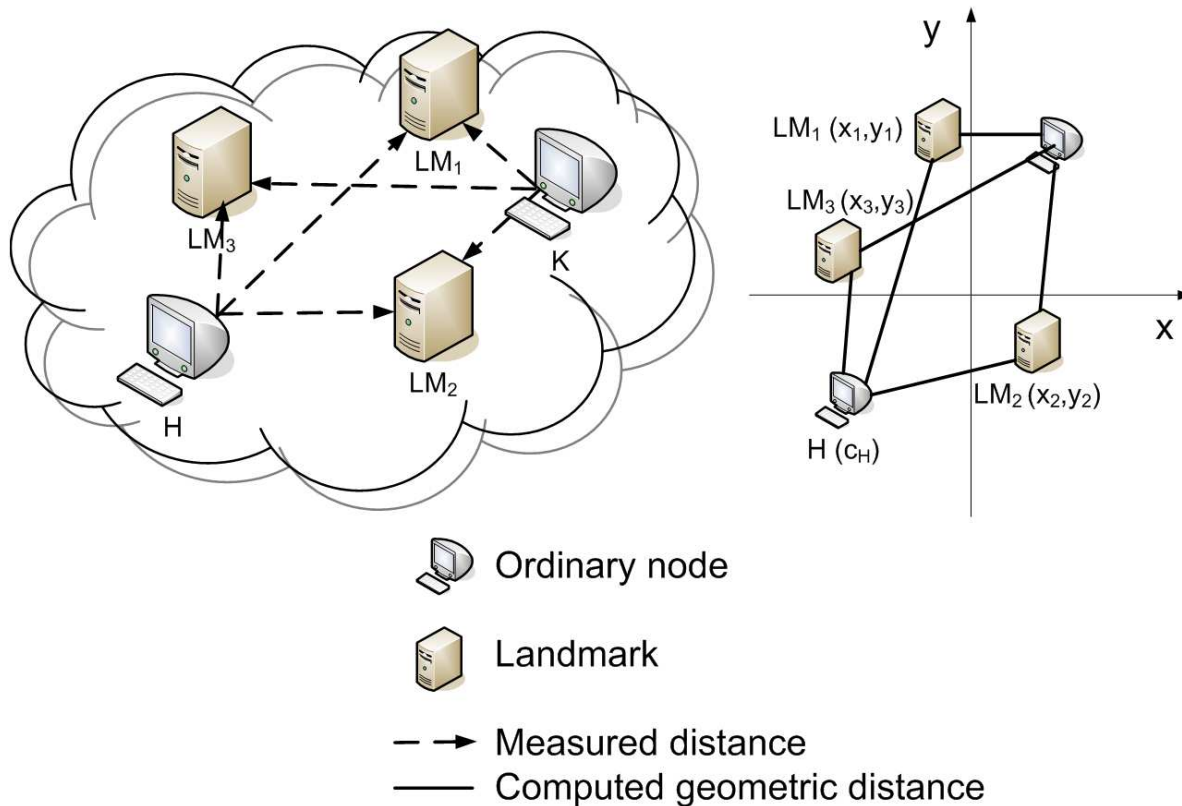 LM₁
LM₃
K
LM₂
H
y
LM₁ (x₁,y₁)
LM₃ (x₃,y₃)
x
LM₂ (x₂,y₂)
H (c_H)
Ordinary node
Landmark
Measured distance
Computed geometric distance